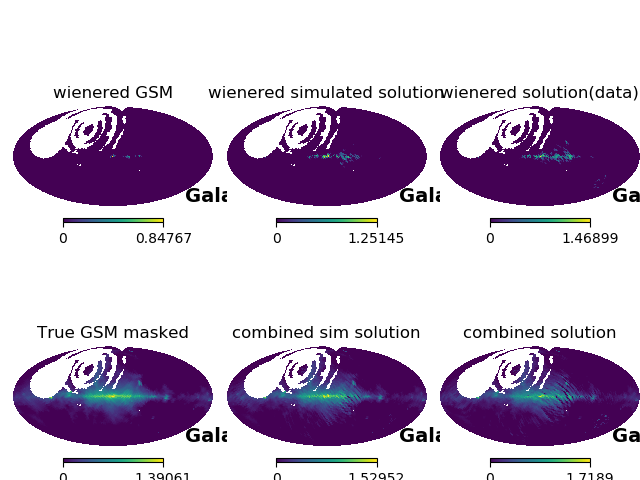 wienered GSM
wienered simulated solution
wienered solution(data)
Gala
Gala
Ga
0 0.84767
0 1.25145
0 1.46899
True GSM masked
combined sim solution
combined solution
Gala
Gala
Ga
0 1.39061
0 1.52952
0 1.7189